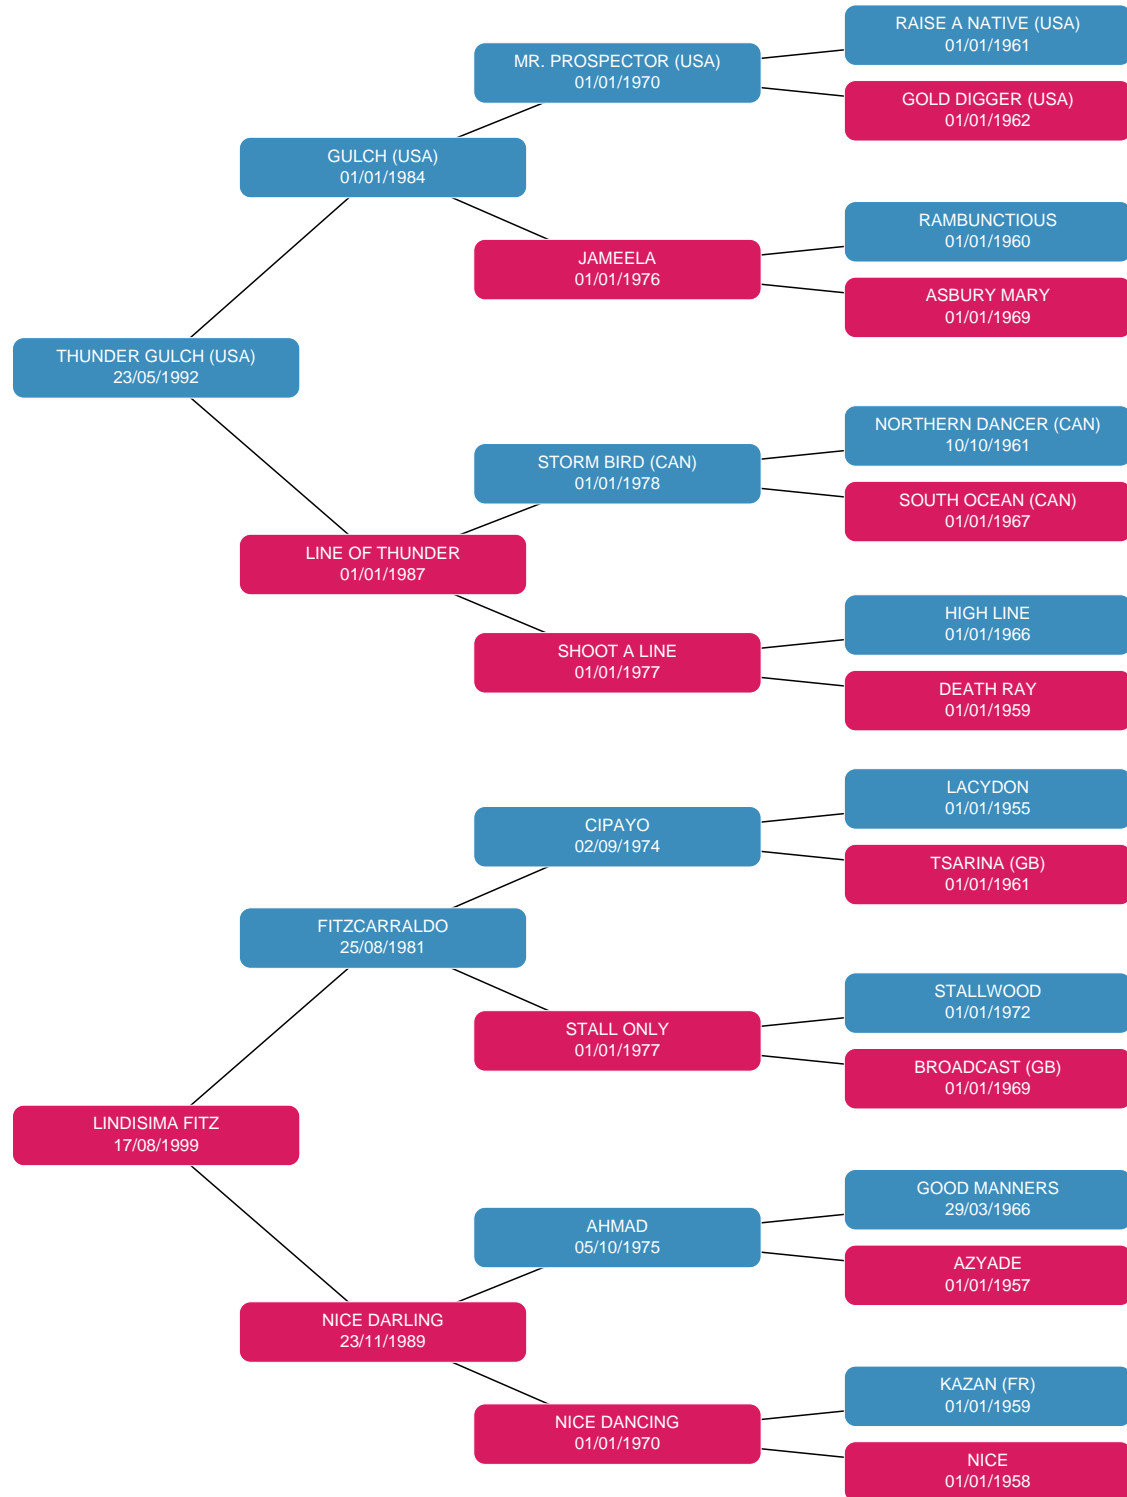 RAISE A NATIVE (USA)
01/01/1961
MR. PROSPECTOR (USA)
01/01/1970
GOLD DIGGER (USA)
01/01/1962
GULCH (USA)
01/01/1984
RAMBUNCTIOUS
01/01/1960
JAMEELA
01/01/1976
ASBURY MARY
01/01/1969
THUNDER GULCH (USA)
23/05/1992
NORTHERN DANCER (CAN)
10/10/1961
STORM BIRD (CAN)
01/01/1978
SOUTH OCEAN (CAN)
01/01/1967
LINE OF THUNDER
01/01/1987
HIGH LINE
01/01/1966
SHOOT A LINE
01/01/1977
DEATH RAY
01/01/1959
LACYDON
01/01/1955
CIPAYO
02/09/1974
TSARINA (GB)
01/01/1961
FITZCARRALDO
25/08/1981
STALLWOOD
01/01/1972
STALL ONLY
01/01/1977
BROADCAST (GB)
01/01/1969
LINDISIMA FITZ
17/08/1999
GOOD MANNERS
29/03/1966
AHMAD
05/10/1975
AZYADE
01/01/1957
NICE DARLING
23/11/1989
KAZAN (FR)
01/01/1959
NICE DANCING
01/01/1970
NICE
01/01/1958